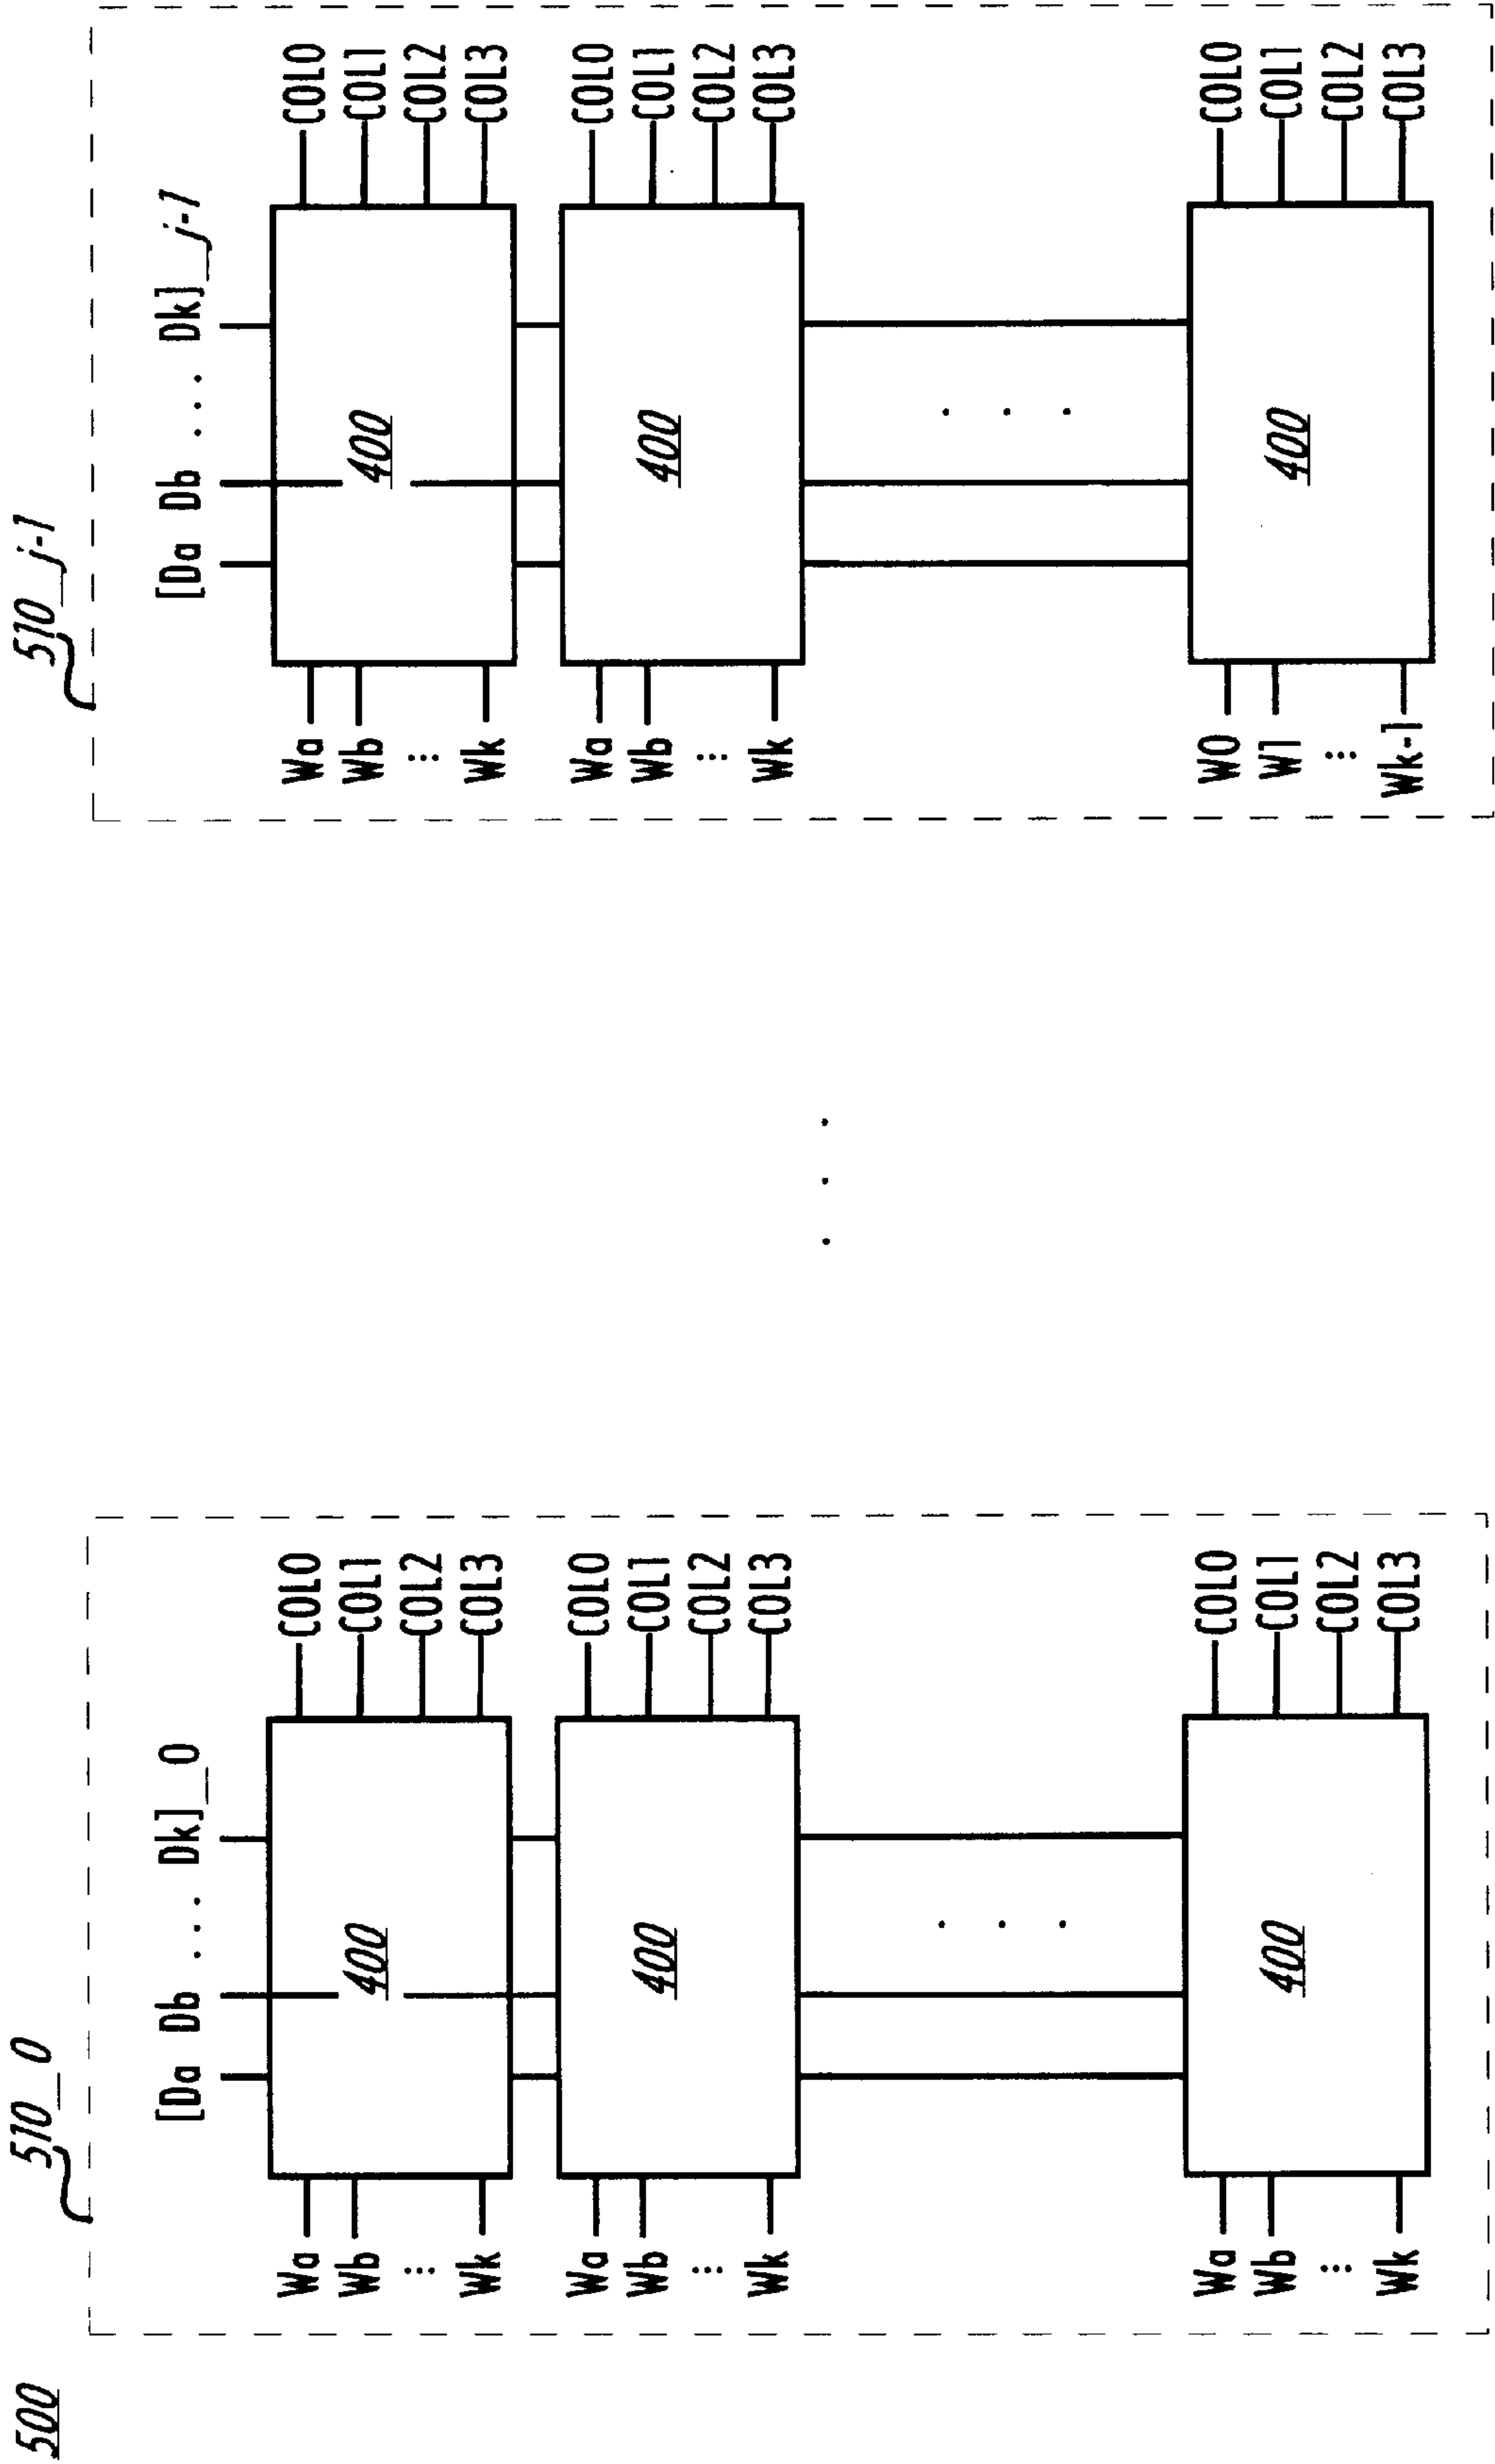 500
510_0
[Da Db ... Dk]_0
Wa
Wb
⋮
Wk
400
COL0
COL1
COL2
COL3
Wa
Wb
⋮
Wk
400
COL0
COL1
COL2
COL3
. . .
Wa
Wb
⋮
Wk
400
COL0
COL1
COL2
COL3
. . .
510_j-1
[Da Db ... Dk]_j-1
Wa
Wb
⋮
Wk
400
COL0
COL1
COL2
COL3
Wa
Wb
⋮
Wk
400
COL0
COL1
COL2
COL3
. . .
W0
W1
⋮
Wk-1
400
COL0
COL1
COL2
COL3